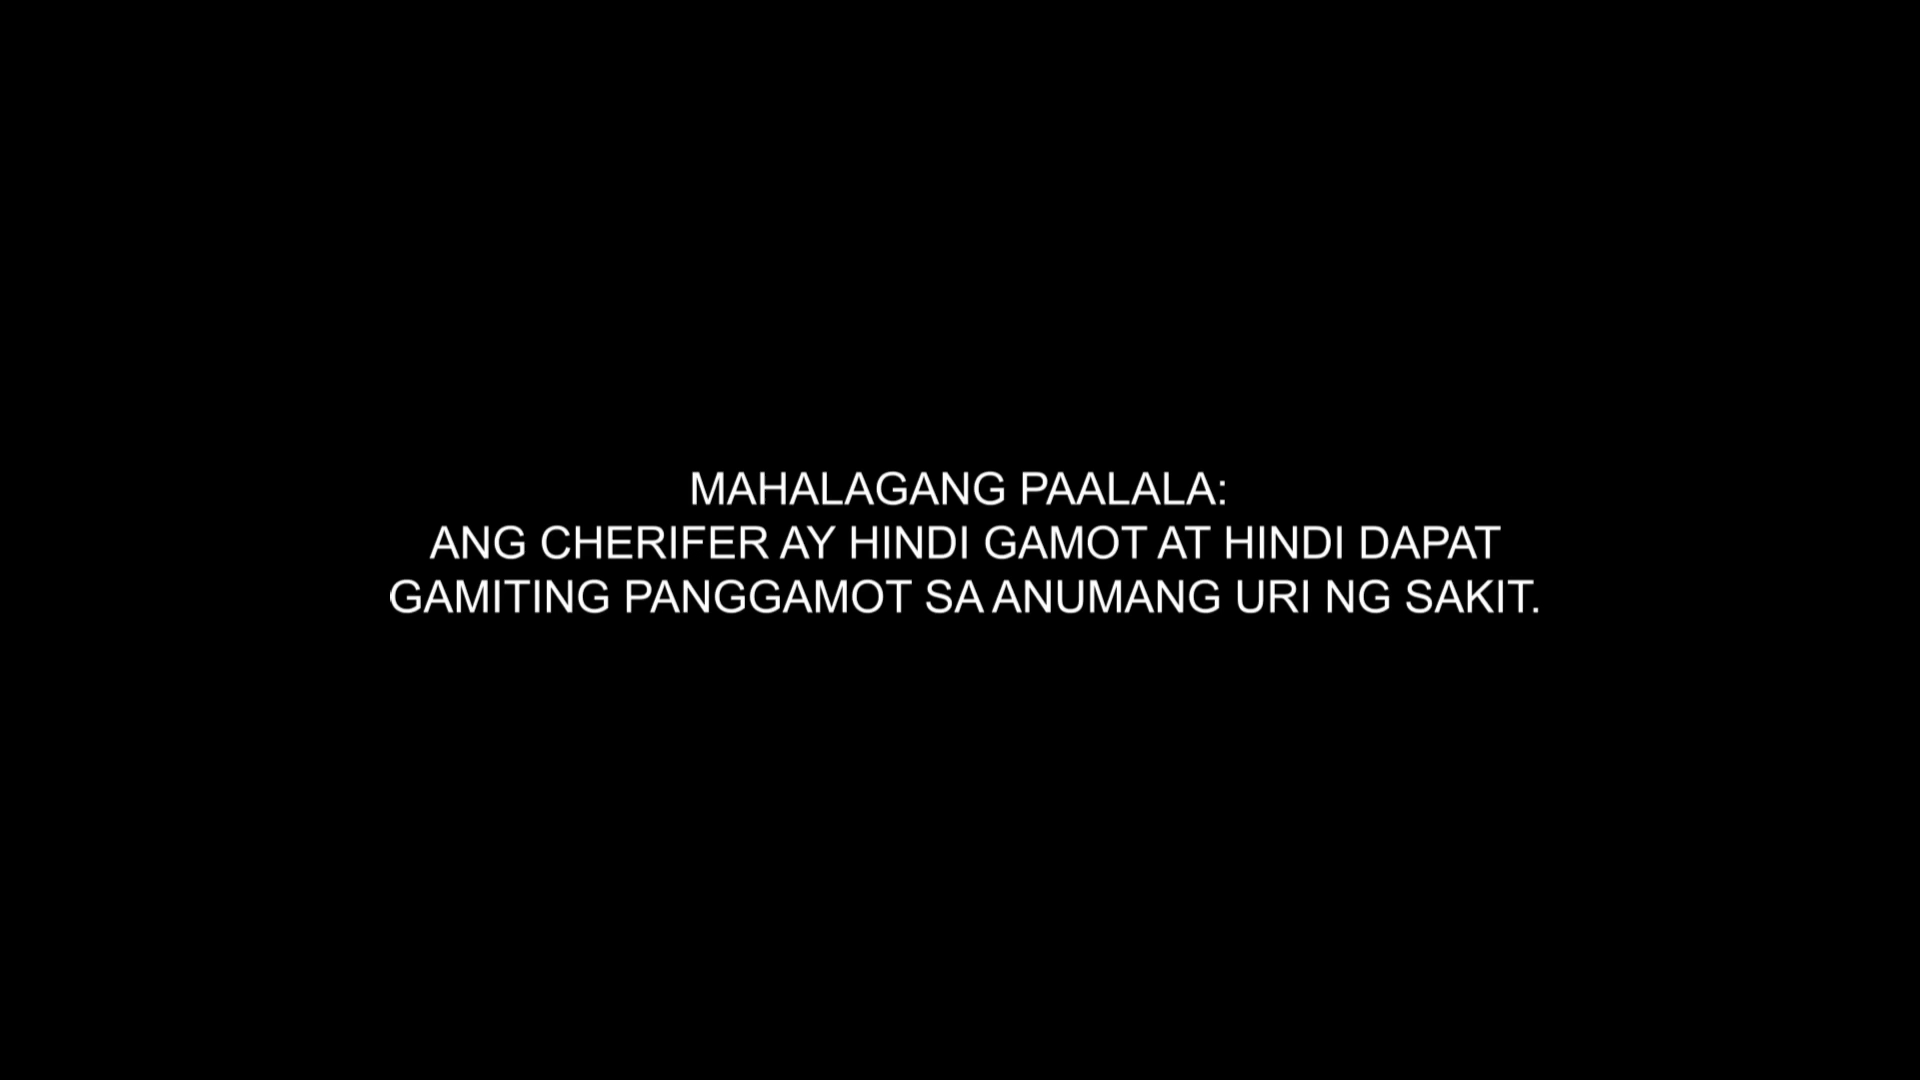 MAHALAGANG PAALALA:
ANG CHERIFER AY HINDI GAMOT AT HINDI DAPAT
GAMITING PANGGAMOT SA ANUMANG URI NG SAKIT.